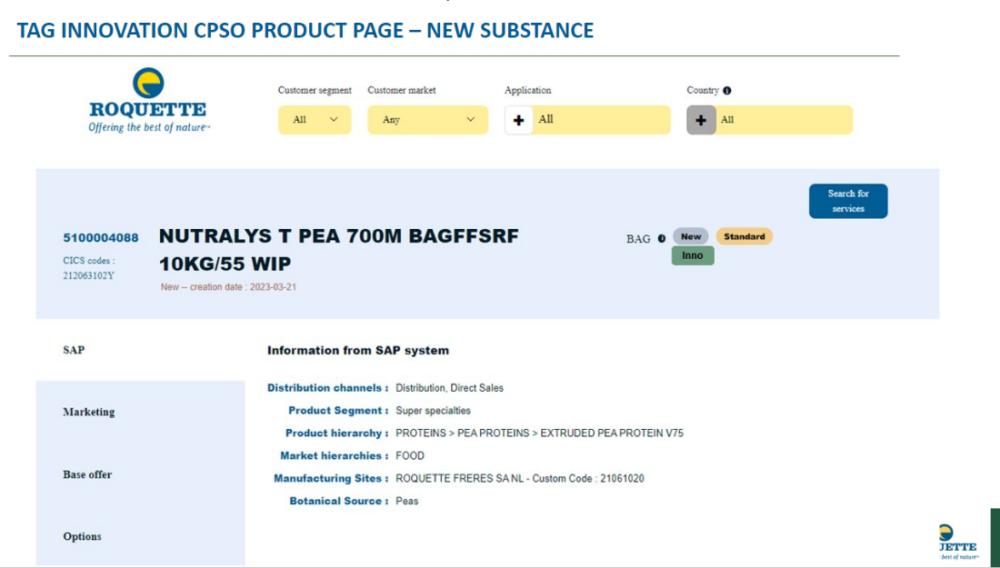 TAG INNOVATION CPSO PRODUCT PAGE – NEW SUBSTANCE
ROQUETTE
Offering the best of nature™
Customer segment
Customer market
Application
Country
All
Any
All
All
Search for
services
5100004088
CICS codes :
212063102Y
NUTRALYS T PEA 700M BAGFFSRF
10KG/55 WIP
New -- creation date : 2023-03-21
BAG
New
Standard
Inno
SAP
Marketing
Base offer
Options
Information from SAP system
Distribution channels : Distribution, Direct Sales
Product Segment : Super specialties
Product hierarchy : PROTEINS > PEA PROTEINS > EXTRUDED PEA PROTEIN V75
Market hierarchies : FOOD
Manufacturing Sites : ROQUETTE FRERES SA NL - Custom Code : 21061020
Botanical Source : Peas
UETTE
best of nature™